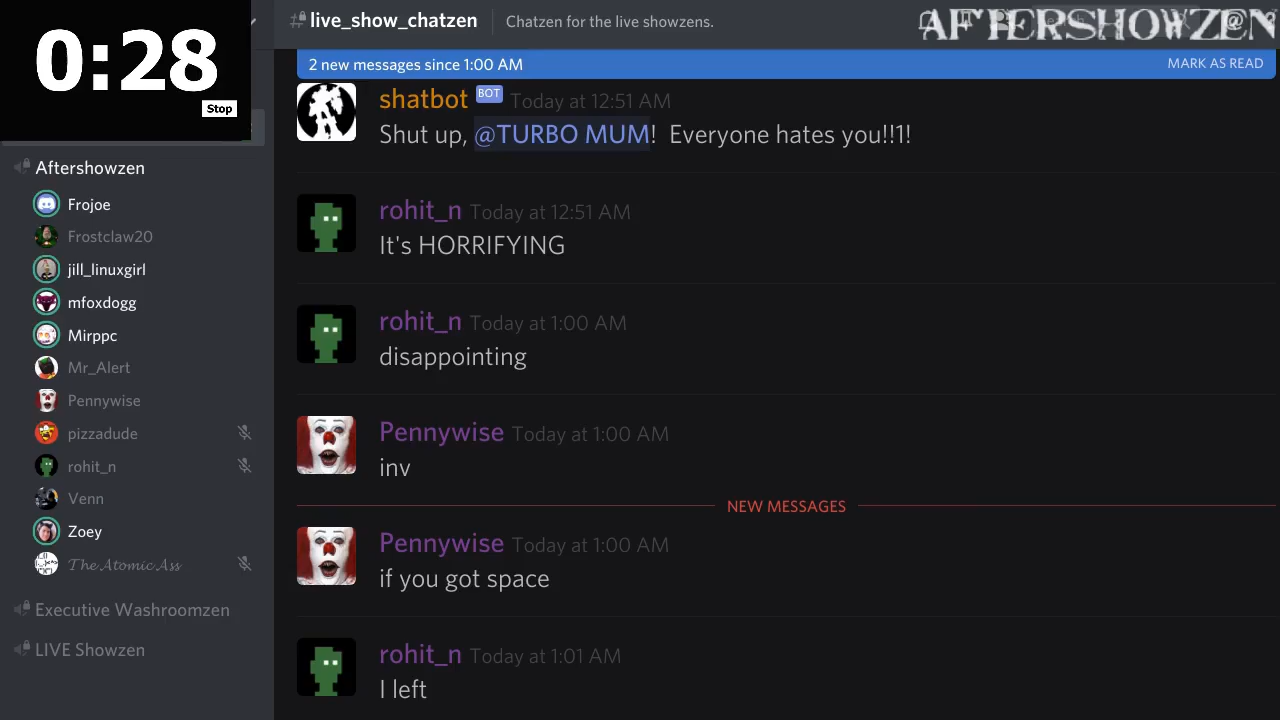 0:28
Stop
live_show_chatzen
Chatzen for the live showzens.
AFTERSHOWZEN
2 new messages since 1:00 AM
MARK AS READ
Aftershowzen
Frojoe
Frostclaw20
jill_linuxgirl
mfoxdogg
Mirppc
Mr_Alert
Pennywise
pizzadude
rohit_n
Venn
Zoey
𝓣𝓱𝓮 𝓐𝓽𝓸𝓶𝓲𝓬 𝓐𝓼𝓼
Executive Washroomzen
LIVE Showzen
shatbot BOT Today at 12:51 AM
Shut up, @TURBO MUM! Everyone hates you!!1!
rohit_n Today at 12:51 AM
It's HORRIFYING
rohit_n Today at 1:00 AM
disappointing
Pennywise Today at 1:00 AM
inv
NEW MESSAGES
Pennywise Today at 1:00 AM
if you got space
rohit_n Today at 1:01 AM
I left